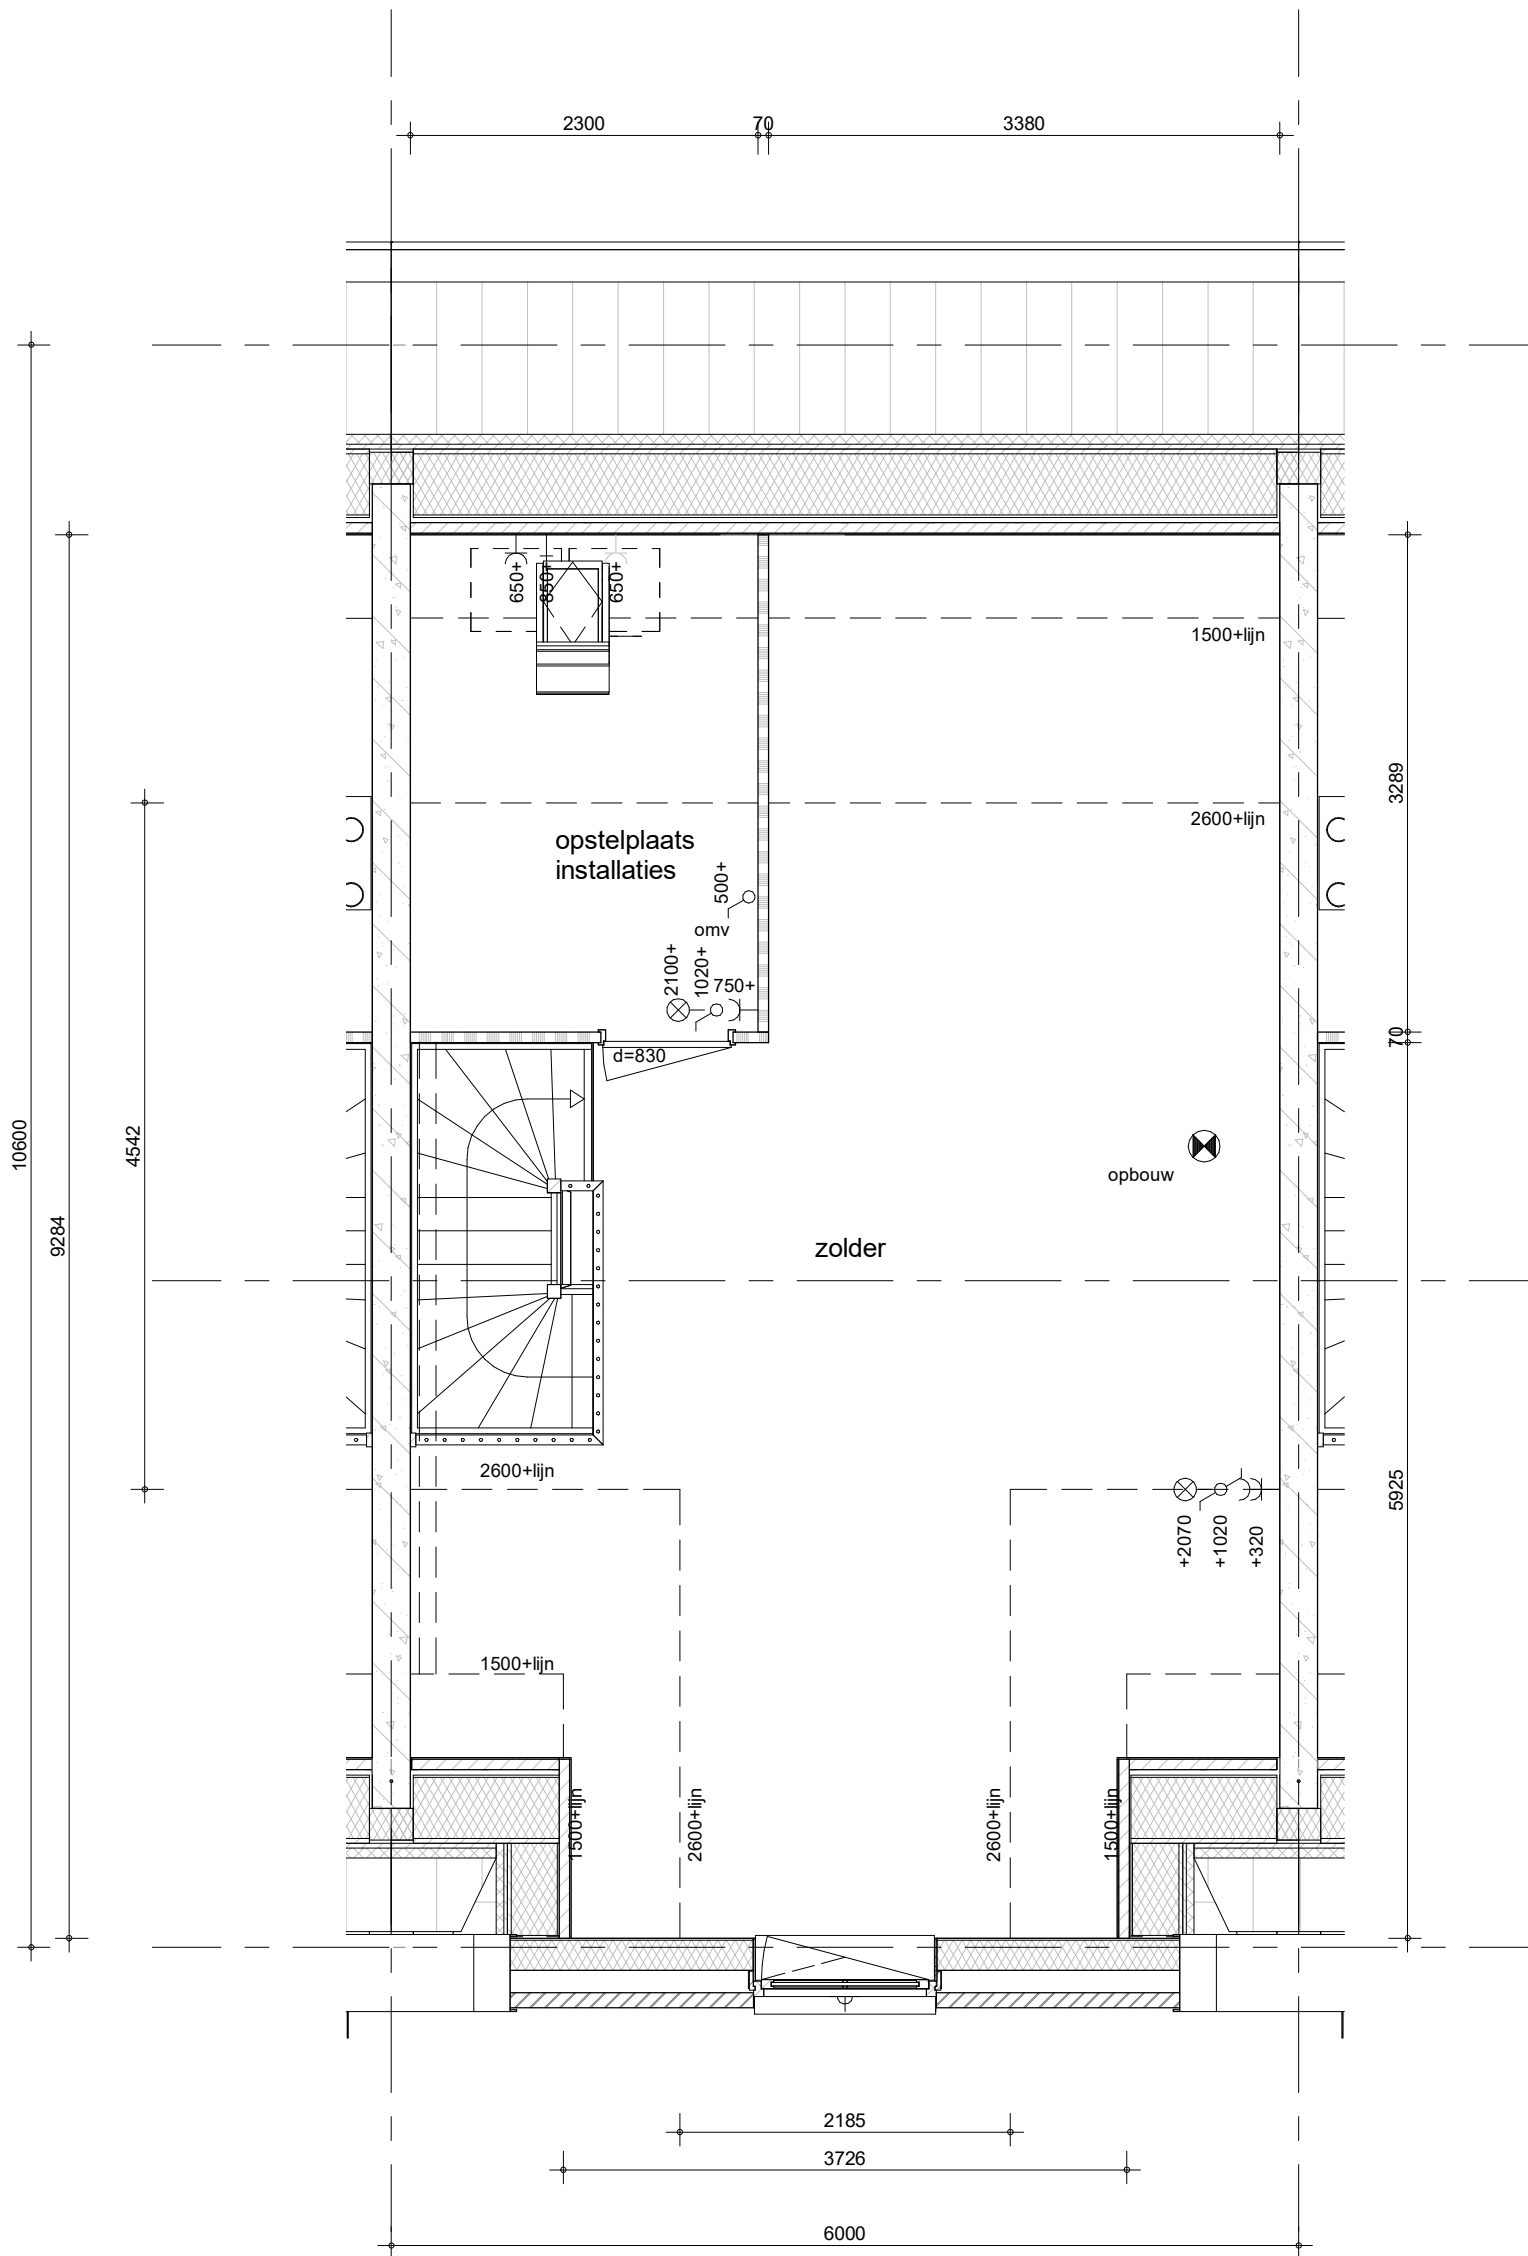 2300
70
3380
650+
850+
650+
1500+lijn
3289
2600+lijn
opstelplaats
installaties
500+
omv
2100+
1020+
750+
70
d=830
10600
4542
9284
opbouw
zolder
2600+lijn
5925
+2070
+1020
+320
1500+lijn
1500+lijn
2600+lijn
2600+lijn
1500+lijn
2185
3726
6000